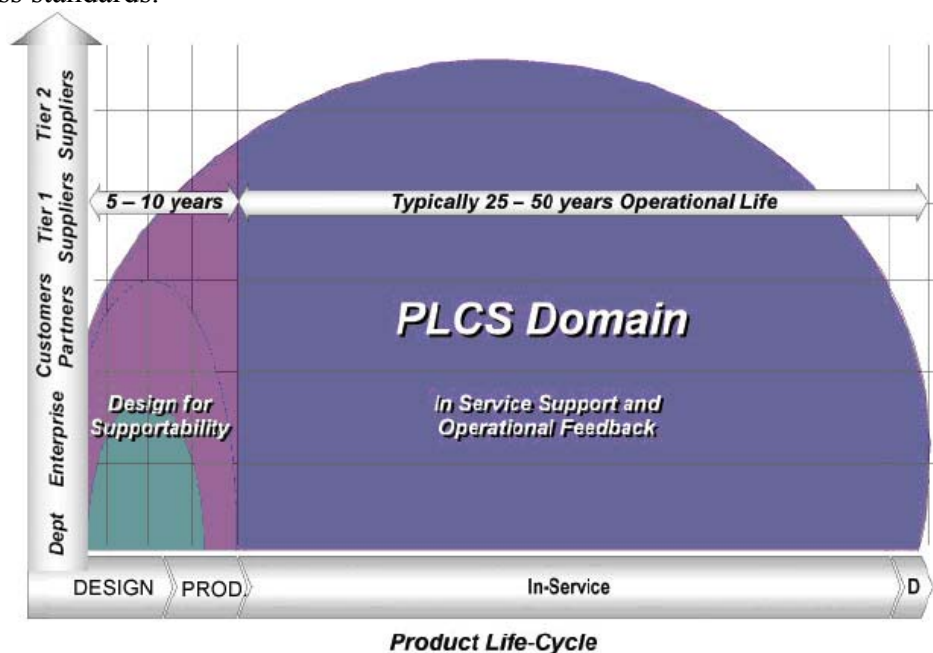 ss standards.
Tier 2
Suppliers
Tier 1
Suppliers
Customers
Partners
Enterprise
Dept
5 – 10 years
Typically 25 – 50 years Operational Life
PLCS Domain
Design for
Supportability
In Service Support and
Operational Feedback
DESIGN
PROD.
In-Service
D
Product Life-Cycle